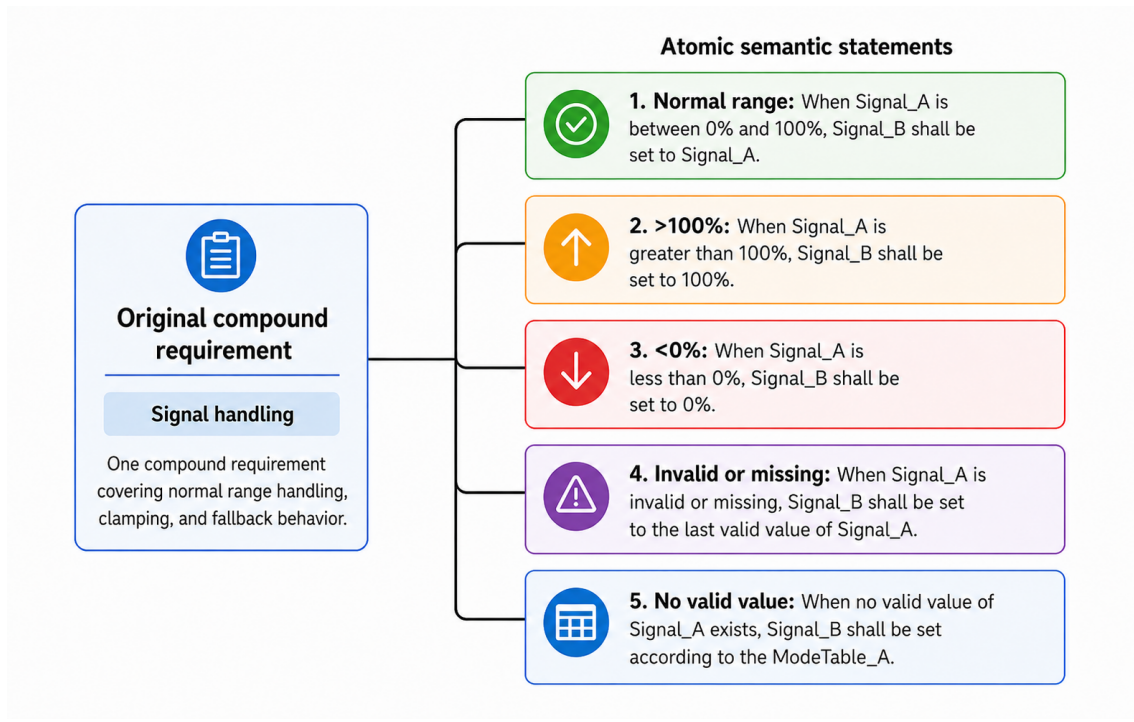 Original compound
requirement
Signal handling
One compound requirement
covering normal range handling,
clamping, and fallback behavior.
Atomic semantic statements
1. Normal range: When Signal_A is
between 0% and 100%, Signal_B shall be
set to Signal_A.
2. >100%: When Signal_A is
greater than 100%, Signal_B shall be
set to 100%.
3. <0%: When Signal_A is
less than 0%, Signal_B shall be
set to 0%.
4. Invalid or missing: When Signal_A is
invalid or missing, Signal_B shall be set
to the last valid value of Signal_A.
5. No valid value: When no valid value of
Signal_A exists, Signal_B shall be set
according to the ModeTable_A.